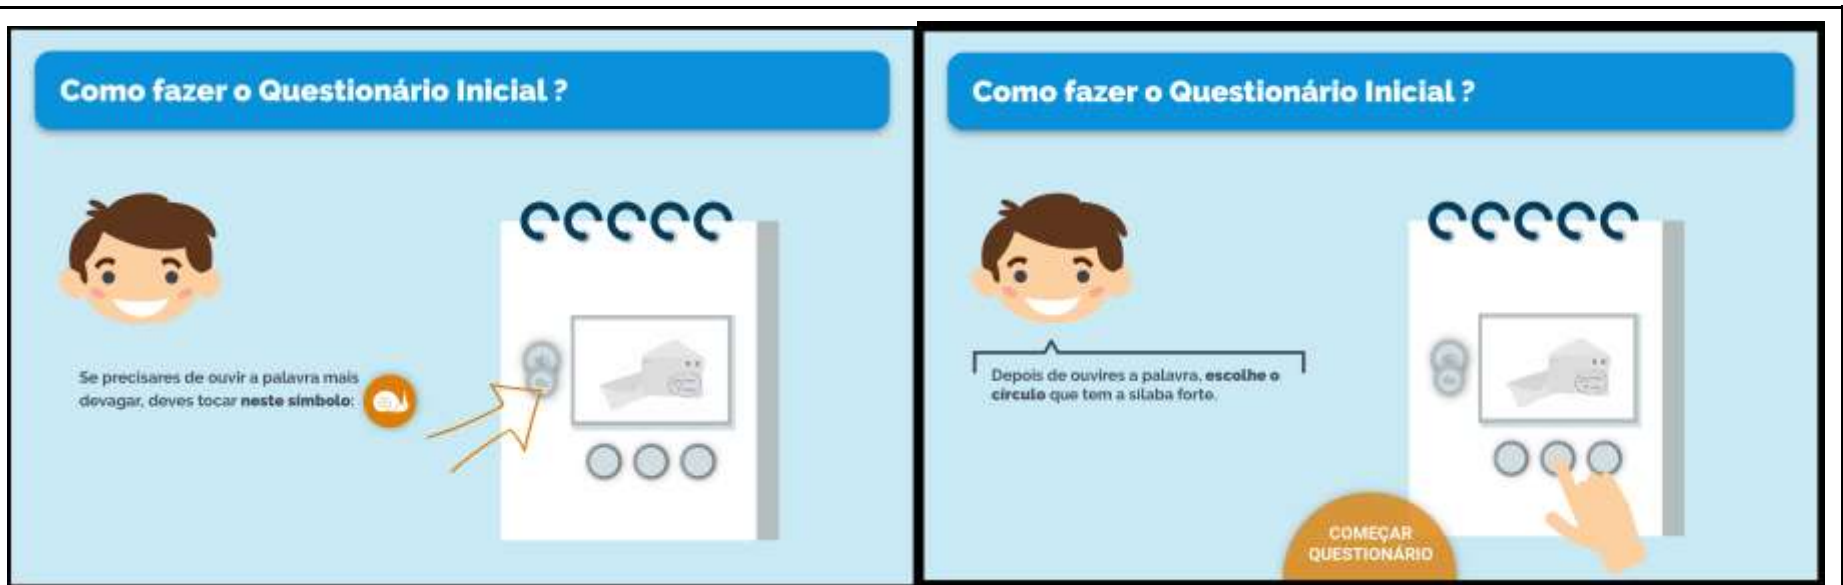 Como fazer o Questionário Inicial ?
Se precisares de ouvir a palavra mais
devagar, deves tocar neste símbolo:
Como fazer o Questionário Inicial ?
Depois de ouvires a palavra, escolhe o
círculo que tem a sílaba forte.
COMEÇAR
QUESTIONÁRIO